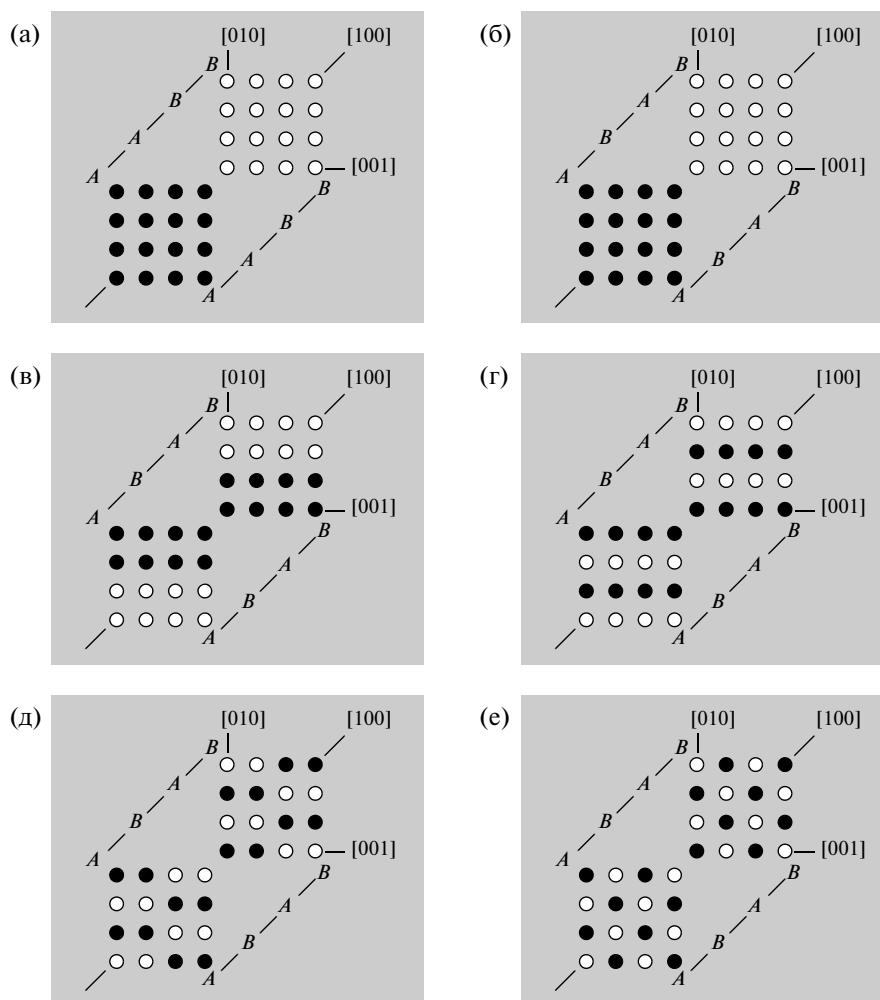 (а)
[010] [100]
A A B B
[001]
A A B B
(б)
[010] [100]
A B A B
[001]
A B A B
(в)
[010] [100]
A B A B
[001]
A B A B
(г)
[010] [100]
A B A B
[001]
A B A B
(д)
[010] [100]
A B A B
[001]
A B A B
(е)
[010] [100]
A B A B
[001]
A B A B